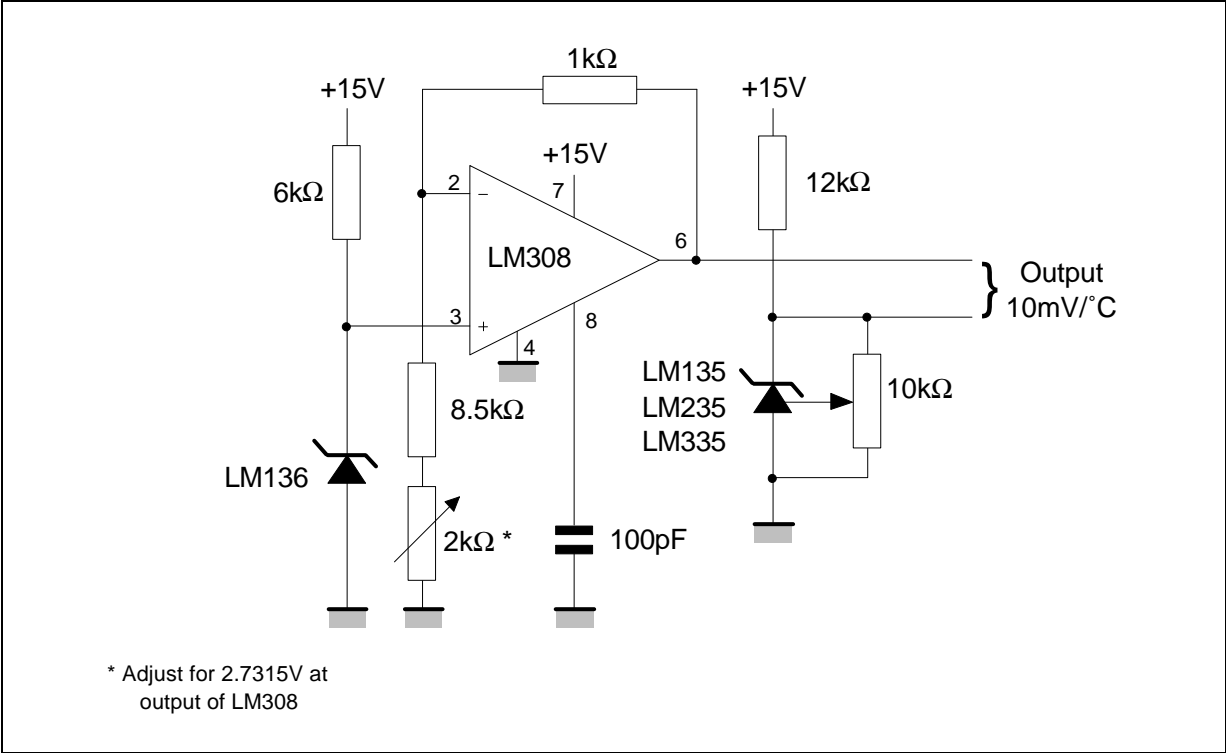 1kΩ
+15V
+15V
+15V
6kΩ
2
−
7
12kΩ
LM308
6
Output
10mV/˚C
}
3
+
8
4
LM135
LM235
LM335
10kΩ
8.5kΩ
LM136
2kΩ *
100pF
* Adjust for 2.7315V at
output of LM308